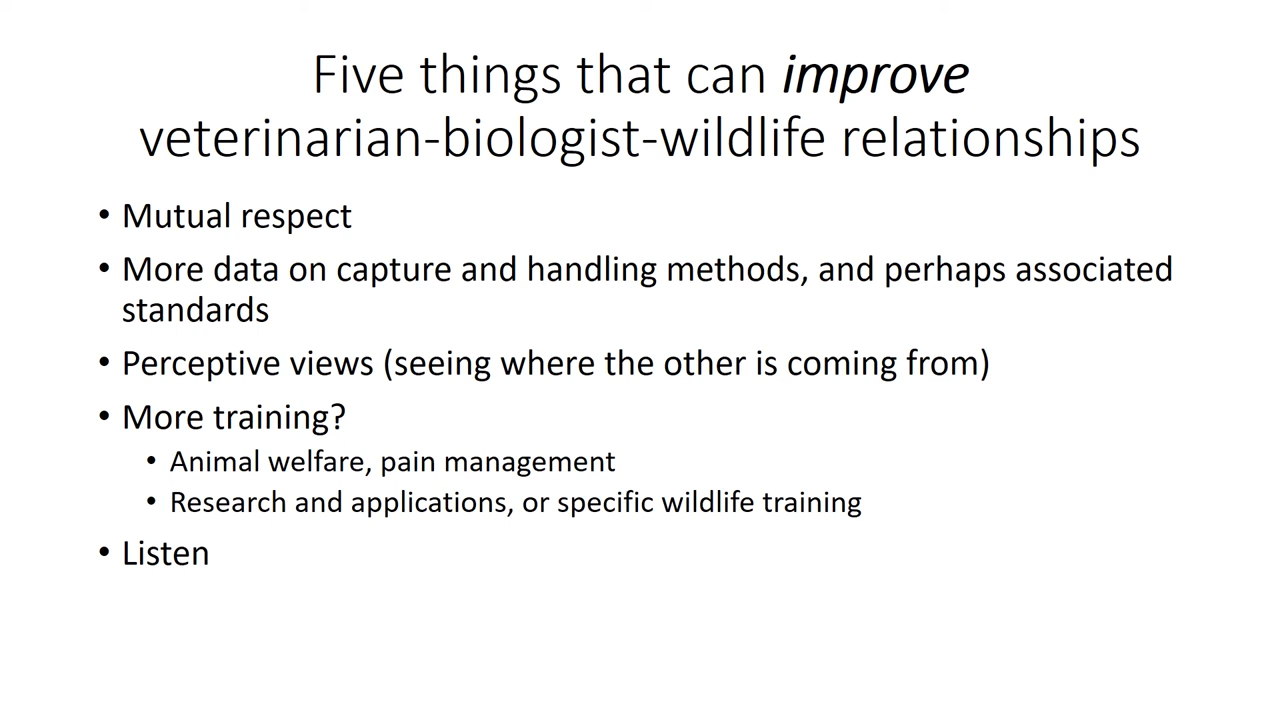 Five things that can improve
veterinarian-biologist-wildlife relationships
• Mutual respect
• More data on capture and handling methods, and perhaps associated
standards
• Perceptive views (seeing where the other is coming from)
• More training?
• Animal welfare, pain management
• Research and applications, or specific wildlife training
• Listen